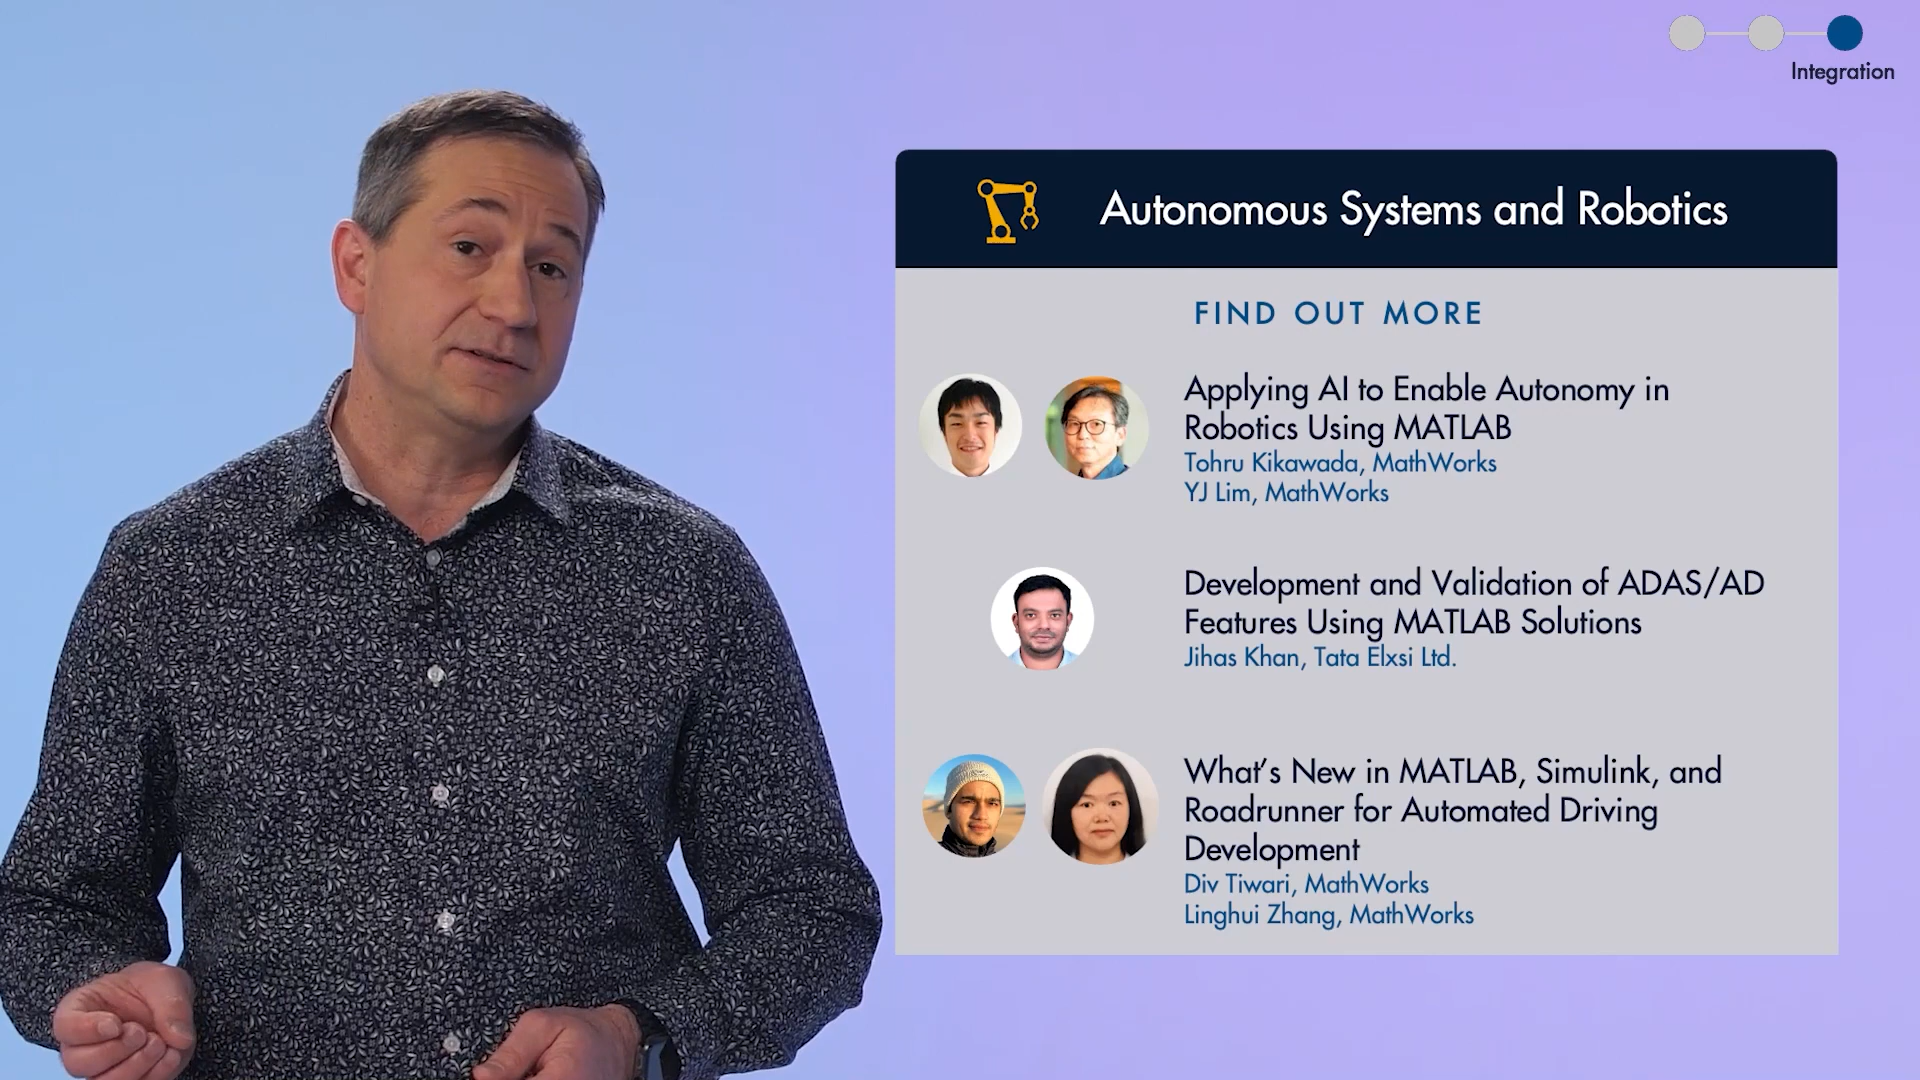 Integration
Autonomous Systems and Robotics
FIND OUT MORE
Applying AI to Enable Autonomy in
Robotics Using MATLAB
Tohru Kikawada, MathWorks
YJ Lim, MathWorks
Development and Validation of ADAS/AD
Features Using MATLAB Solutions
Jihas Khan, Tata Elxsi Ltd.
What's New in MATLAB, Simulink, and
Roadrunner for Automated Driving
Development
Div Tiwari, MathWorks
Linghui Zhang, MathWorks